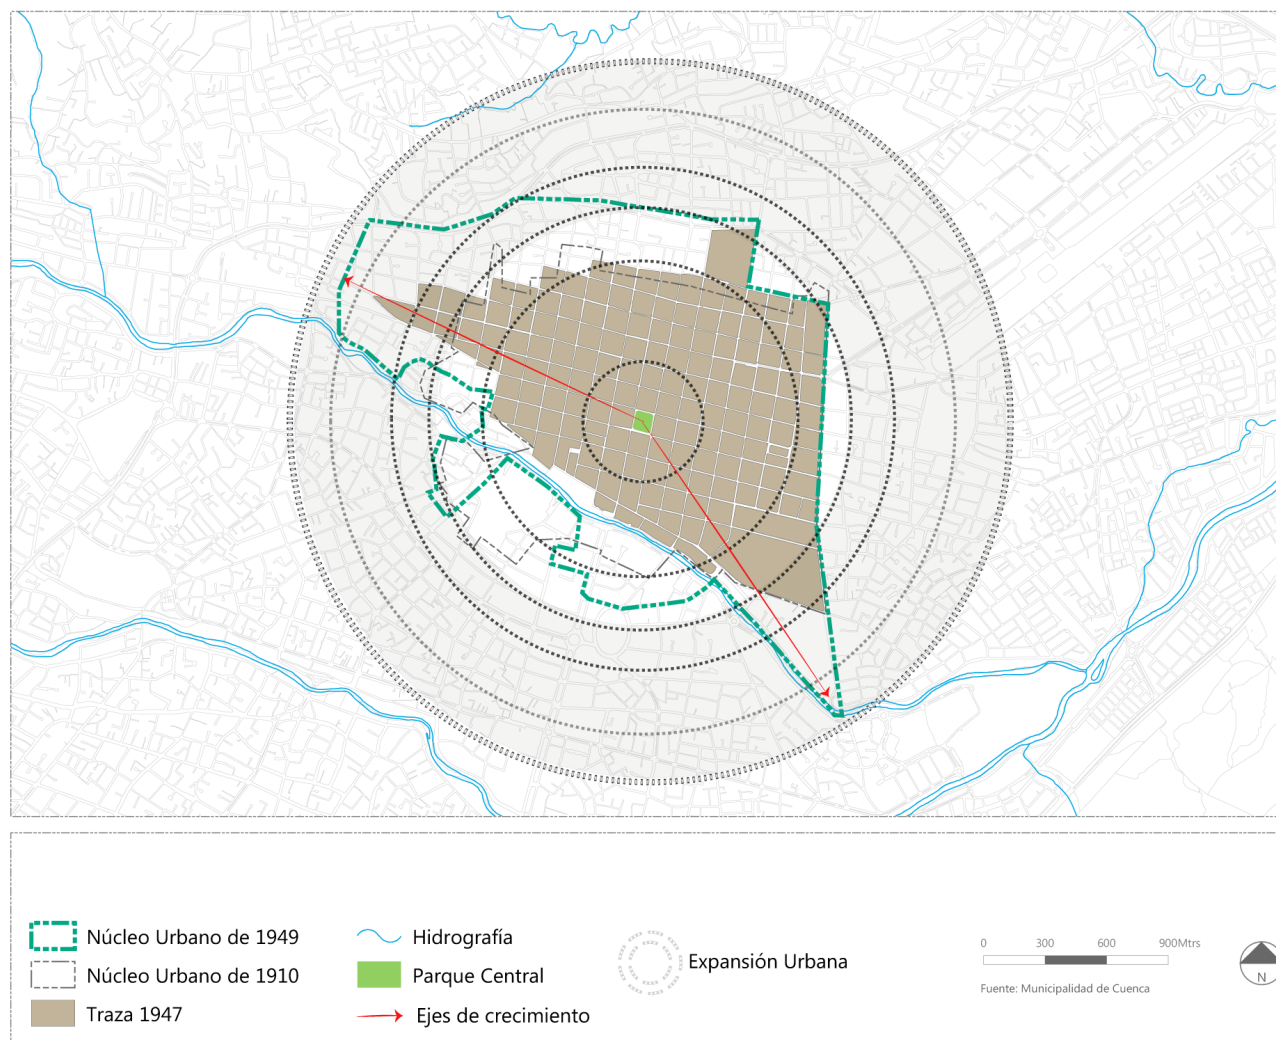 Núcleo Urbano de 1949
Núcleo Urbano de 1910
Traza 1947
Hidrografía
Parque Central
Ejes de crecimiento
Expansión Urbana
0 300 600 900Mtrs
Fuente: Municipalidad de Cuenca
N